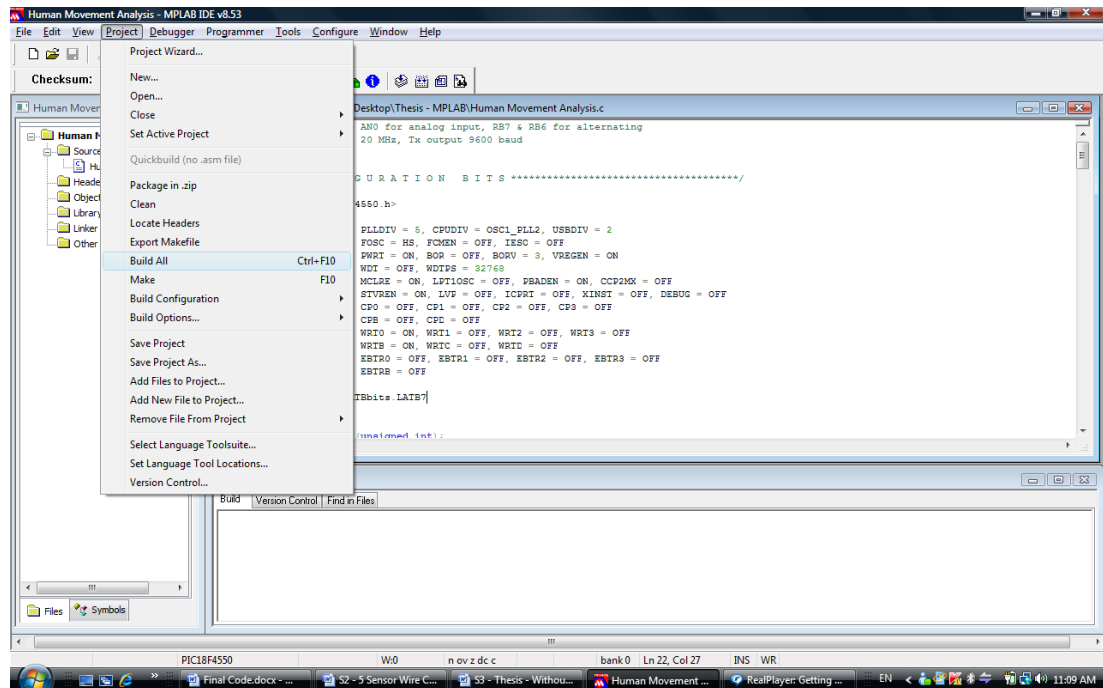 Human Movement Analysis - MPLAB IDE v8.53
File Edit View Project Debugger Programmer Tools Configure Window Help
Checksum:
Project Wizard...
New...
Open...
Close
Set Active Project
Quickbuild (no .asm file)
Package in .zip
Clean
Locate Headers
Export Makefile
Build All Ctrl+F10
Make F10
Build Configuration
Build Options...
Save Project
Save Project As...
Add Files to Project...
Add New File to Project...
Remove File From Project
Select Language Toolsuite...
Set Language Tool Locations...
Version Control...
Human Mover
Human M
Source
Hu
Heade
Object
Library
Linker
Other
Files Symbols
Desktop\Thesis - MPLAB\Human Movement Analysis.c
AN0 for analog input, RB7 & RB6 for alternating
20 MHz, Tx output 9600 baud
G U R A T I O N B I T S **************************************/
4550.h>
PLLDIV = 5, CPUDIV = OSC1_PLL2, USBDIV = 2
FOSC = HS, FCMEN = OFF, IESO = OFF
PWRT = ON, BOR = OFF, BORV = 3, VREGEN = ON
WDT = OFF, WDTPS = 32768
MCLRE = ON, LPT1OSC = OFF, PBADEN = ON, CCP2MX = OFF
STVREN = ON, LVP = OFF, ICPRT = OFF, XINST = OFF, DEBUG = OFF
CP0 = OFF, CP1 = OFF, CP2 = OFF, CP3 = OFF
CPB = OFF, CPD = OFF
WRT0 = ON, WRT1 = OFF, WRT2 = OFF, WRT3 = OFF
WRTB = ON, WRTC = OFF, WRTD = OFF
EBTR0 = OFF, EBTR1 = OFF, EBTR2 = OFF, EBTR3 = OFF
EBTRB = OFF
TBbits.LATB7
(unsigned int);
Build Version Control Find in Files
PIC18F4550 W:0 n ov z dc c bank 0 Ln 22, Col 27 INS WR
Final Code.docx - ... S2 - 5 Sensor Wire C... S3 - Thesis - Withou... Human Movement ... RealPlayer: Getting ... EN 11:09 AM